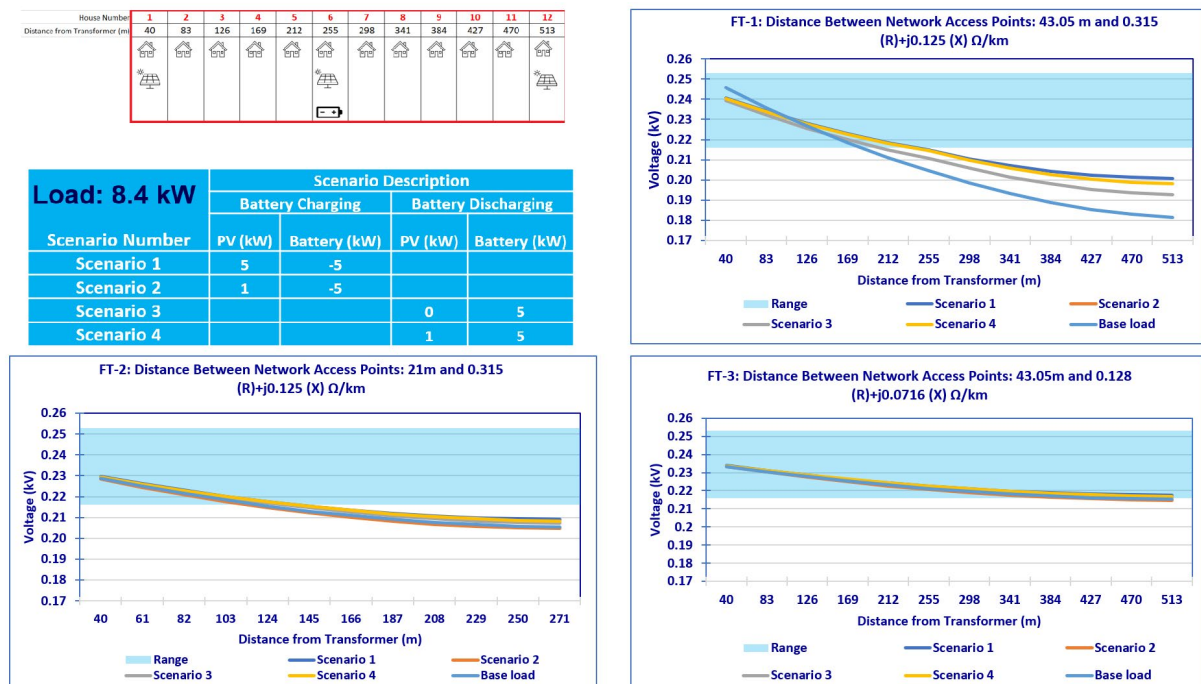 House Number 1 2 3 4 5 6 7 8 9 10 11 12
Distance from Transformer (m) 40 83 126 169 212 255 298 341 384 427 470 513
Load: 8.4 kW
Scenario Description
Battery Charging Battery Discharging
Scenario Number PV (kW) Battery (kW) PV (kW) Battery (kW)
Scenario 1 5 -5
Scenario 2 1 -5
Scenario 3 0 5
Scenario 4 1 5
FT-1: Distance Between Network Access Points: 43.05 m and 0.315
(R)+j0.125 (X) Ω/km
Voltage (kV)
0.26
0.25
0.24
0.23
0.22
0.21
0.20
0.19
0.18
0.17
40 83 126 169 212 255 298 341 384 427 470 513
Distance from Transformer (m)
Range Scenario 1 Scenario 2
Scenario 3 Scenario 4 Base load
FT-2: Distance Between Network Access Points: 21m and 0.315
(R)+j0.125 (X) Ω/km
Voltage (kV)
0.26
0.25
0.24
0.23
0.22
0.21
0.20
0.19
0.18
0.17
40 61 82 103 124 145 166 187 208 229 250 271
Distance from Transformer (m)
Range Scenario 1 Scenario 2
Scenario 3 Scenario 4 Base load
FT-3: Distance Between Network Access Points: 43.05m and 0.128
(R)+j0.0716 (X) Ω/km
Voltage (kV)
0.26
0.25
0.24
0.23
0.22
0.21
0.2
0.19
0.18
0.17
40 83 126 169 212 255 298 341 384 427 470 513
Distance from Transformer (m)
Range Scenario 1 Scenario 2
Scenario 3 Scenario 4 Base load